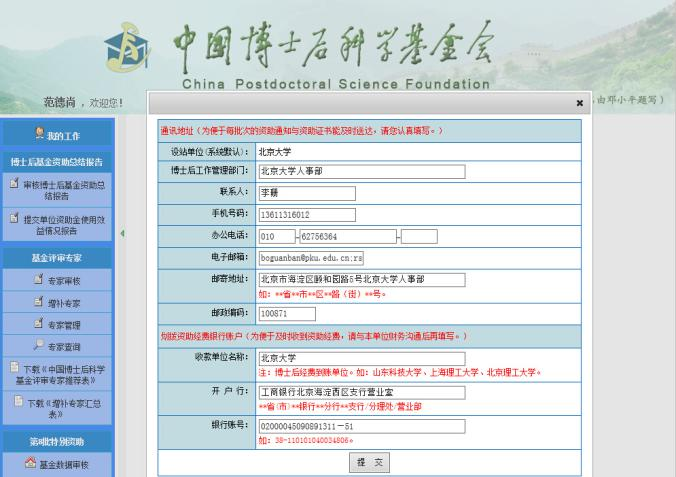 中国博士后科学基金会
China Postdoctoral Science Foundation
范德尚，欢迎您!
由邓小平题写）
我的工作
博士后基金资助总结报告
审核博士后基金资助总
结报告
提交单位资助金使用效
益情况报告
基金评审专家
专家审核
增补专家
专家管理
专家查询
下载《中国博士后科学
基金评审专家推荐表》
下载《增补专家汇总
表》
第8批特别资助
基金数据审核
通讯地址（为便于每批次的资助通知与资助证书能及时送达，请您认真填写。）
设站单位(系统默认)： 北京大学
博士后工作管理部门： 北京大学人事部
联系人： 李珊
手机号码： 13611316012
办公电话： 010 -62756364 -
电子邮箱： boguanban@pku.edu.cn;rs
邮寄地址： 北京市海淀区颐和园路5号北京大学人事部
如：**省**市**区**路（街）**号。
邮政编码： 100871
划拨资助经费银行账户（为便于及时收到资助经费，请与本单位财务沟通后再填写。）
收款单位名称： 北京大学
注：博士后经费到账单位。如：山东科技大学、上海理工大学、北京理工大学。
开 户 行： 工商银行北京海淀西区支行营业室
**省(市)**银行**分行**支行/分理处/营业部
银行账号： 02000045090891311－51
如：38-110101040034806。
提 交